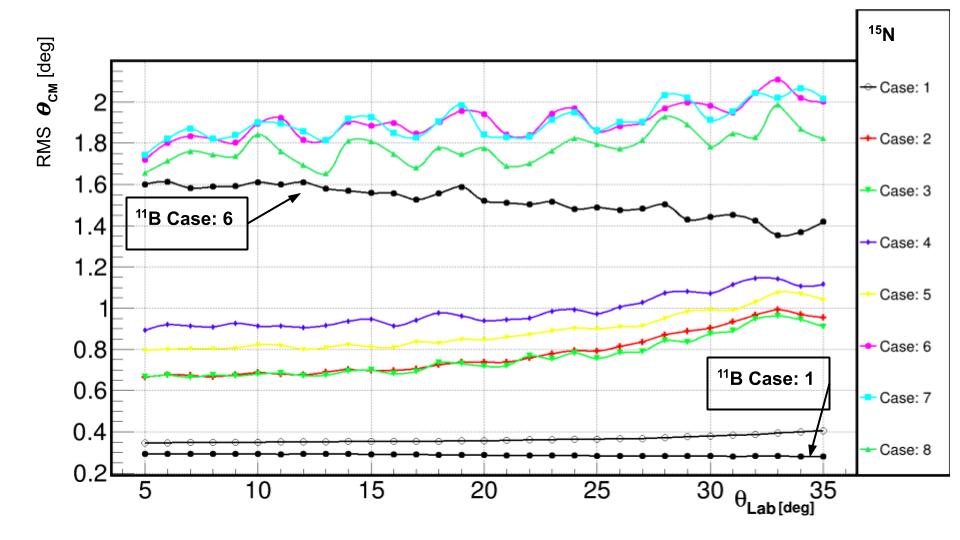 RMS θCM [deg]
2
1.8
1.6
1.4
1.2
1
0.8
0.6
0.4
0.2
5
10
15
20
25
30
35
θLab [deg]
11B Case: 6
11B Case: 1
15N
Case: 1
Case: 2
Case: 3
Case: 4
Case: 5
Case: 6
Case: 7
Case: 8